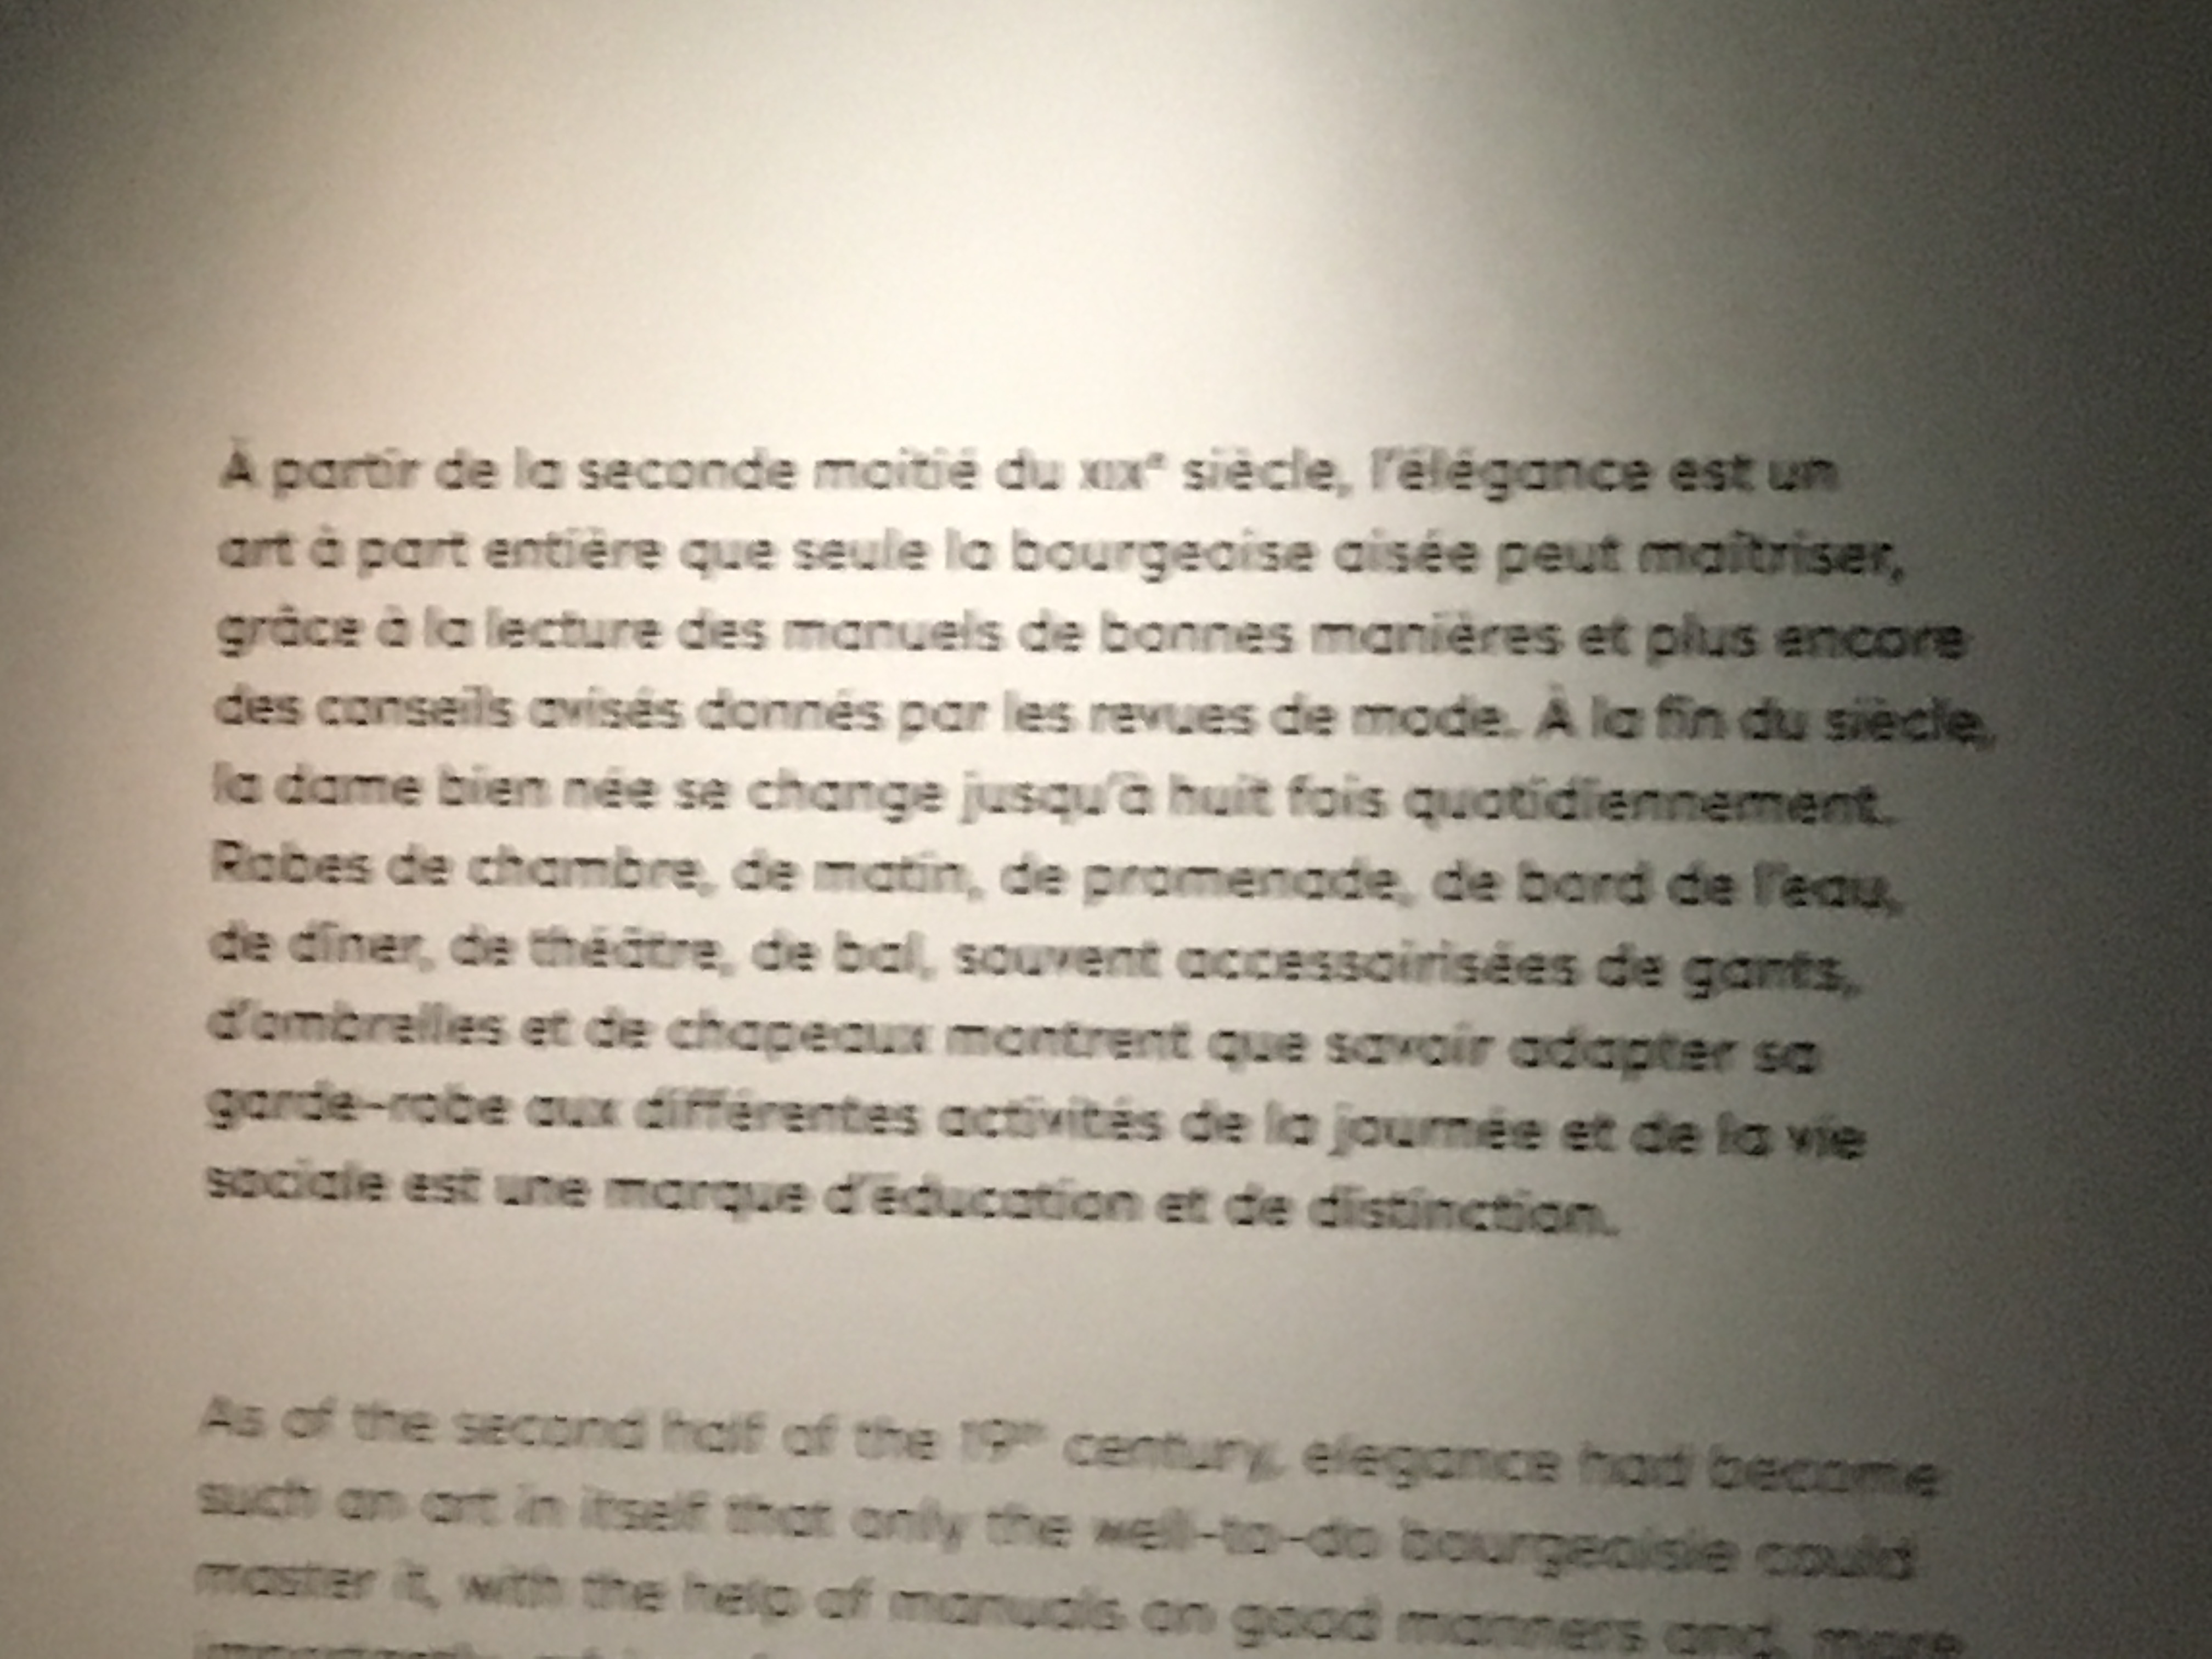 À partir de la seconde moitié du XIXe siècle, l'élégance est un
art à part entière que seule la bourgeoise aisée peut maîtriser,
grâce à la lecture des manuels de bonnes manières et plus encore
des conseils avisés donnés par les revues de mode. À la fin du siècle,
la dame bien née se change jusqu'à huit fois quotidiennement.
Robes de chambre, de matin, de promenade, de bord de l'eau,
de dîner, de théâtre, de bal, souvent accessoirisées de gants,
d'ombrelles et de chapeaux montrent que savoir adapter sa
garde-robe aux différentes activités de la journée et de la vie
sociale est une marque d'éducation et de distinction.
As of the second half of the 19th century, elegance had become
such an art in itself that only the well-to-do bourgeoisie could
master it, with the help of manuals on good manners and, more